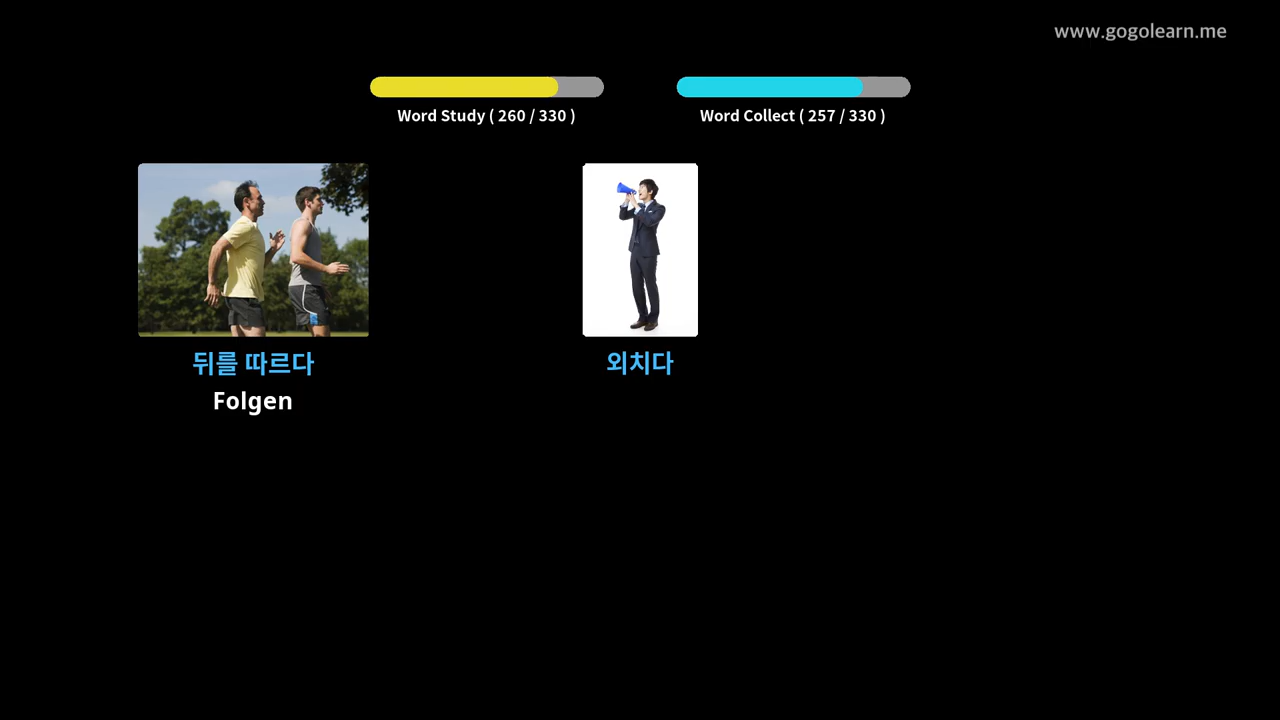 www.gogolearn.me
Word Study ( 260 / 330 )
Word Collect ( 257 / 330 )
뒤를 따르다
Folgen
외치다